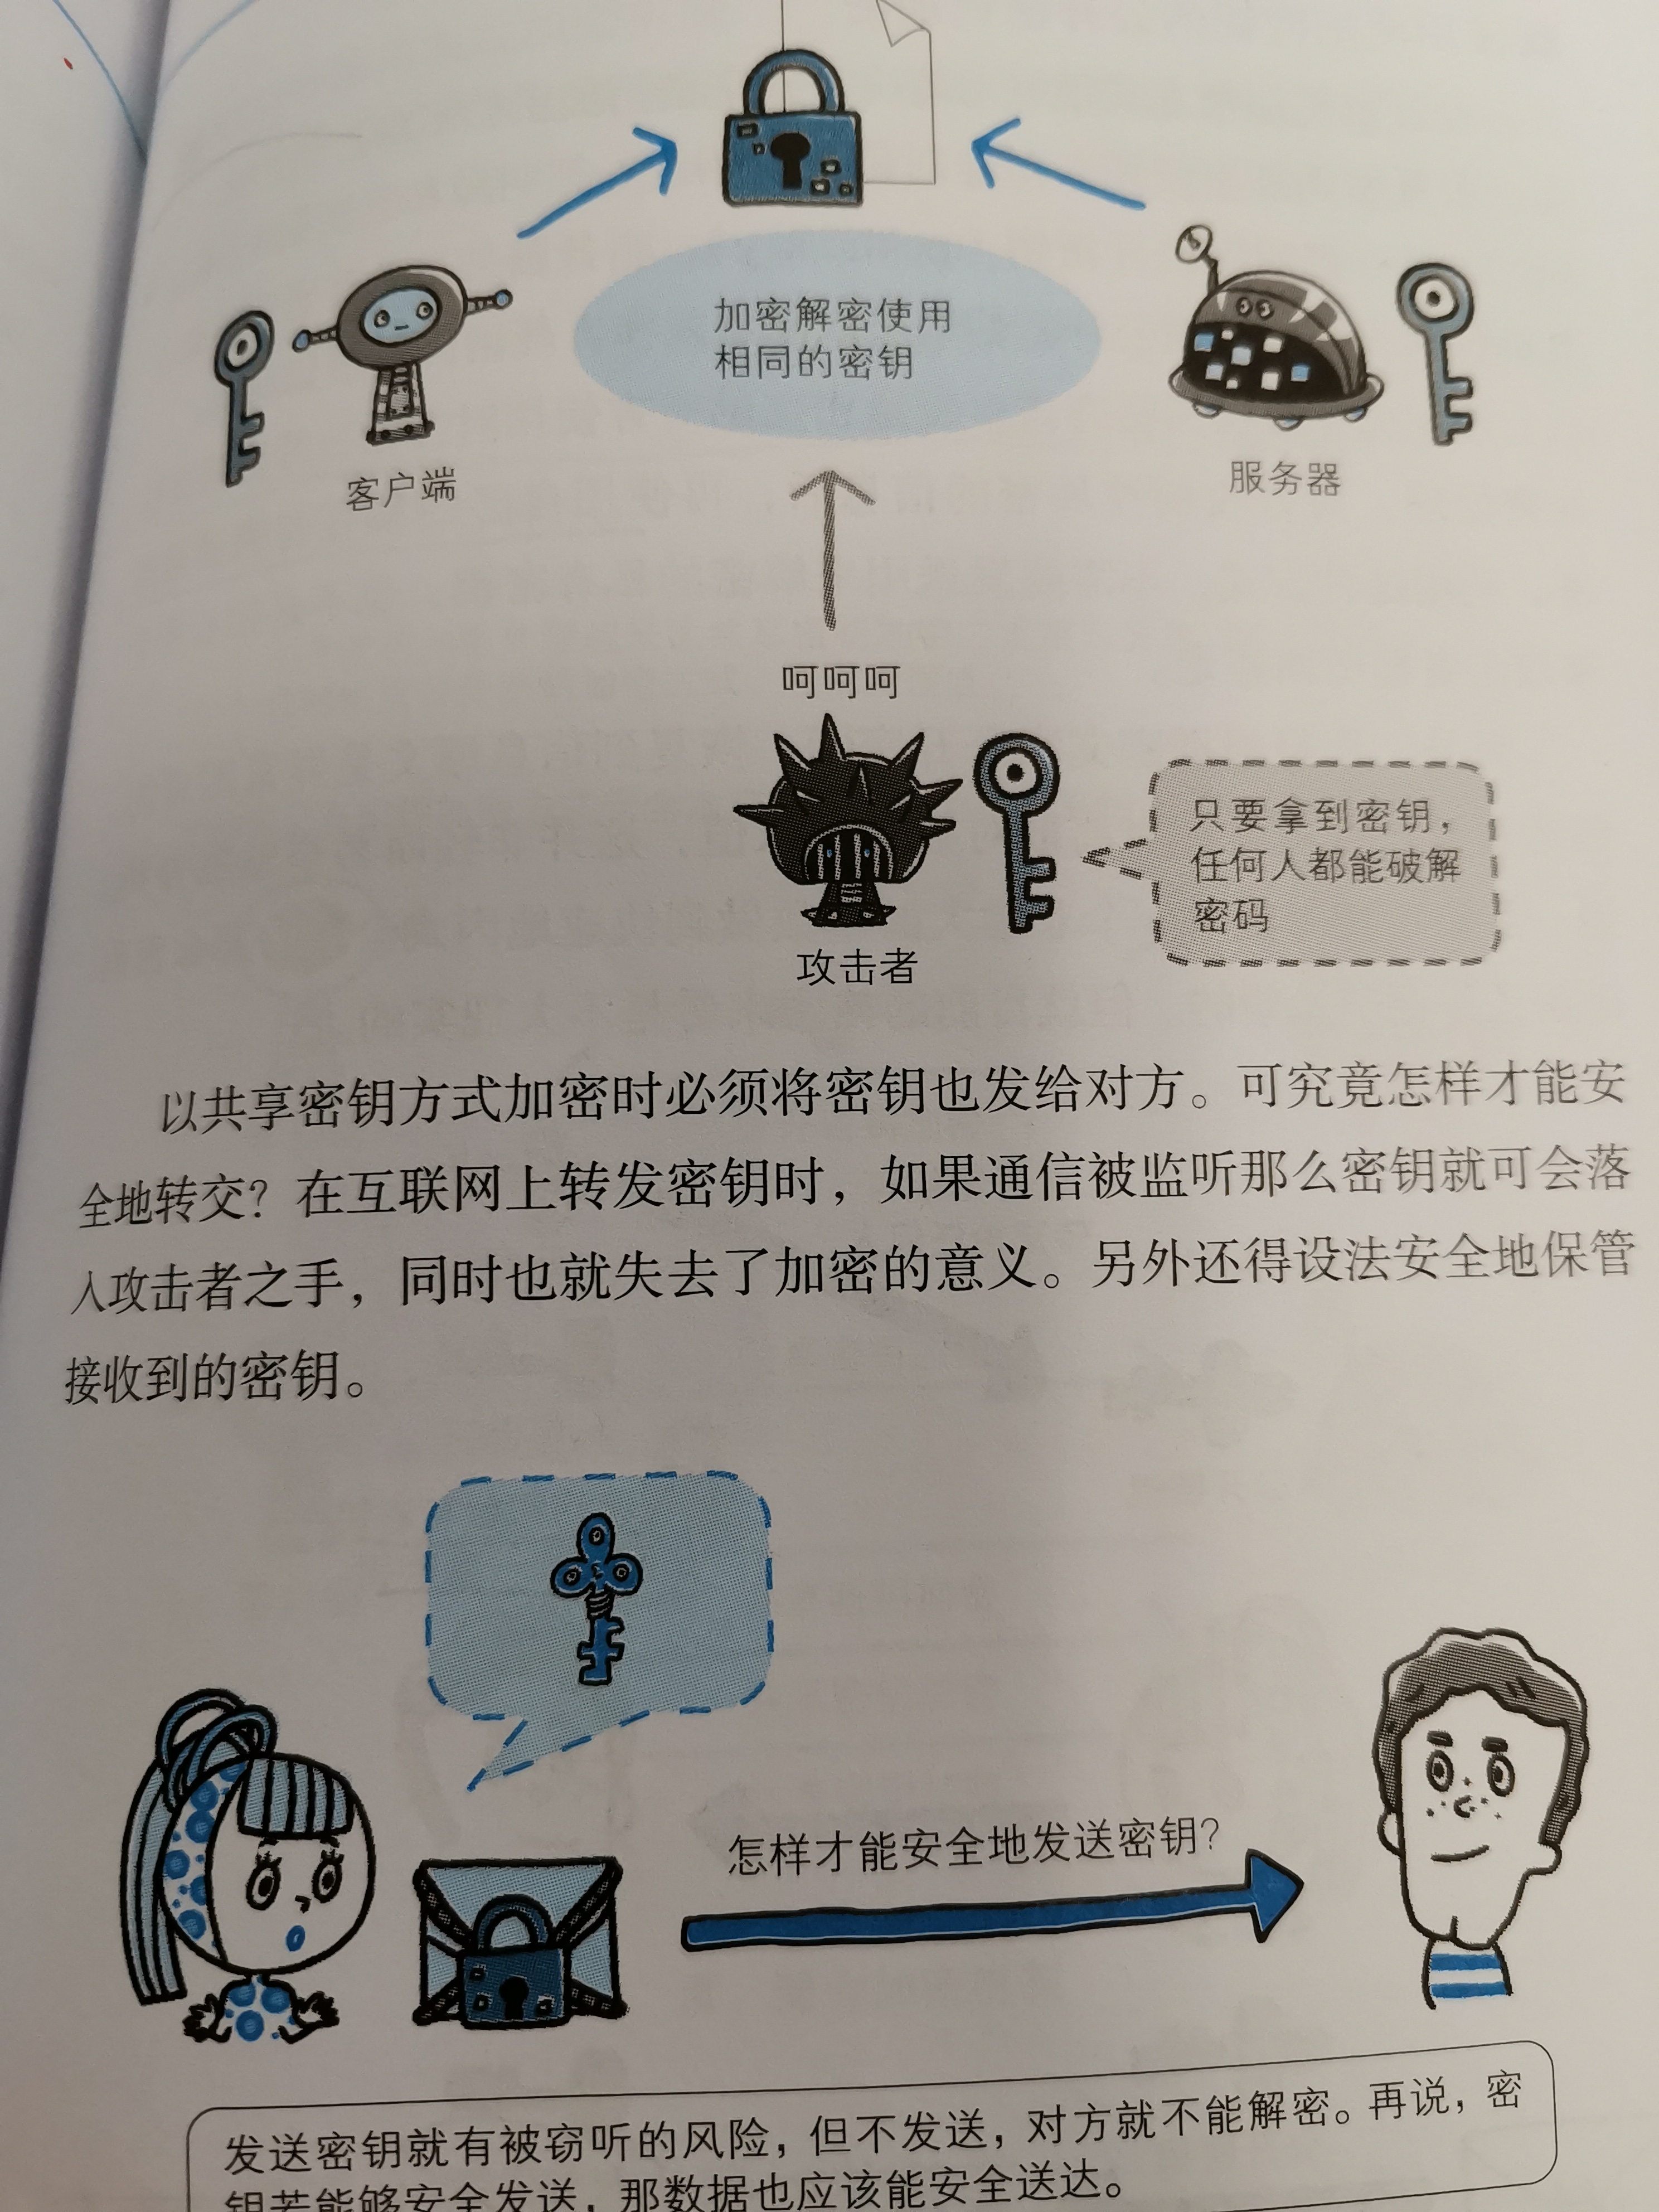 加密解密使用
相同的密钥
客户端
服务器
呵呵呵
只要拿到密钥，
任何人都能破解
密码
攻击者
以共享密钥方式加密时必须将密钥也发给对方。可究竟怎样才能安
全地转交？在互联网上转发密钥时，如果通信被监听那么密钥就可会落
入攻击者之手，同时也就失去了加密的意义。另外还得设法安全地保管
接收到的密钥。
怎样才能安全地发送密钥？
发送密钥就有被窃听的风险，但不发送，对方就不能解密。再说，密
钥若能够安全发送，那数据也应该能安全送达。